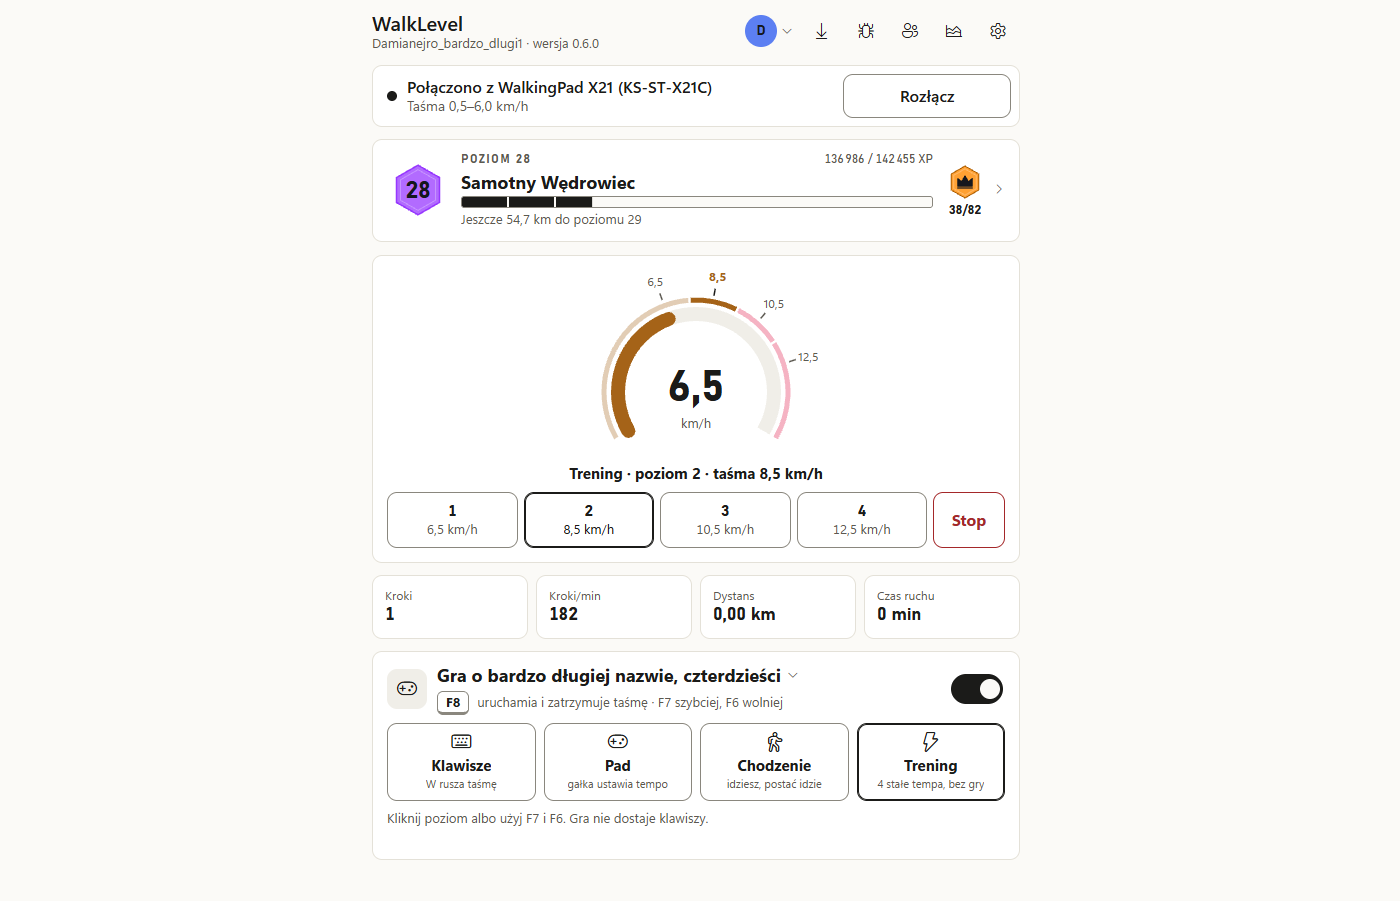 WalkLevel
Damianejro_bardzo_dlugi1 · wersja 0.6.0
D
Połączono z WalkingPad X21 (KS-ST-X21C)
Taśma 0,5–6,0 km/h
Rozłącz
28
POZIOM 28
136 986 / 142 455 XP
Samotny Wędrowiec
Jeszcze 54,7 km do poziomu 29
38/82
6,5
8,5
10,5
12,5
6,5
km/h
Trening · poziom 2 · taśma 8,5 km/h
1
6,5 km/h
2
8,5 km/h
3
10,5 km/h
4
12,5 km/h
Stop
Kroki
1
Kroki/min
182
Dystans
0,00 km
Czas ruchu
0 min
Gra o bardzo długiej nazwie, czterdzieści
F8 uruchamia i zatrzymuje taśmę · F7 szybciej, F6 wolniej
Klawisze
W rusza taśmę
Pad
gałka ustawia tempo
Chodzenie
idziesz, postać idzie
Trening
4 stałe tempa, bez gry
Kliknij poziom albo użyj F7 i F6. Gra nie dostaje klawiszy.